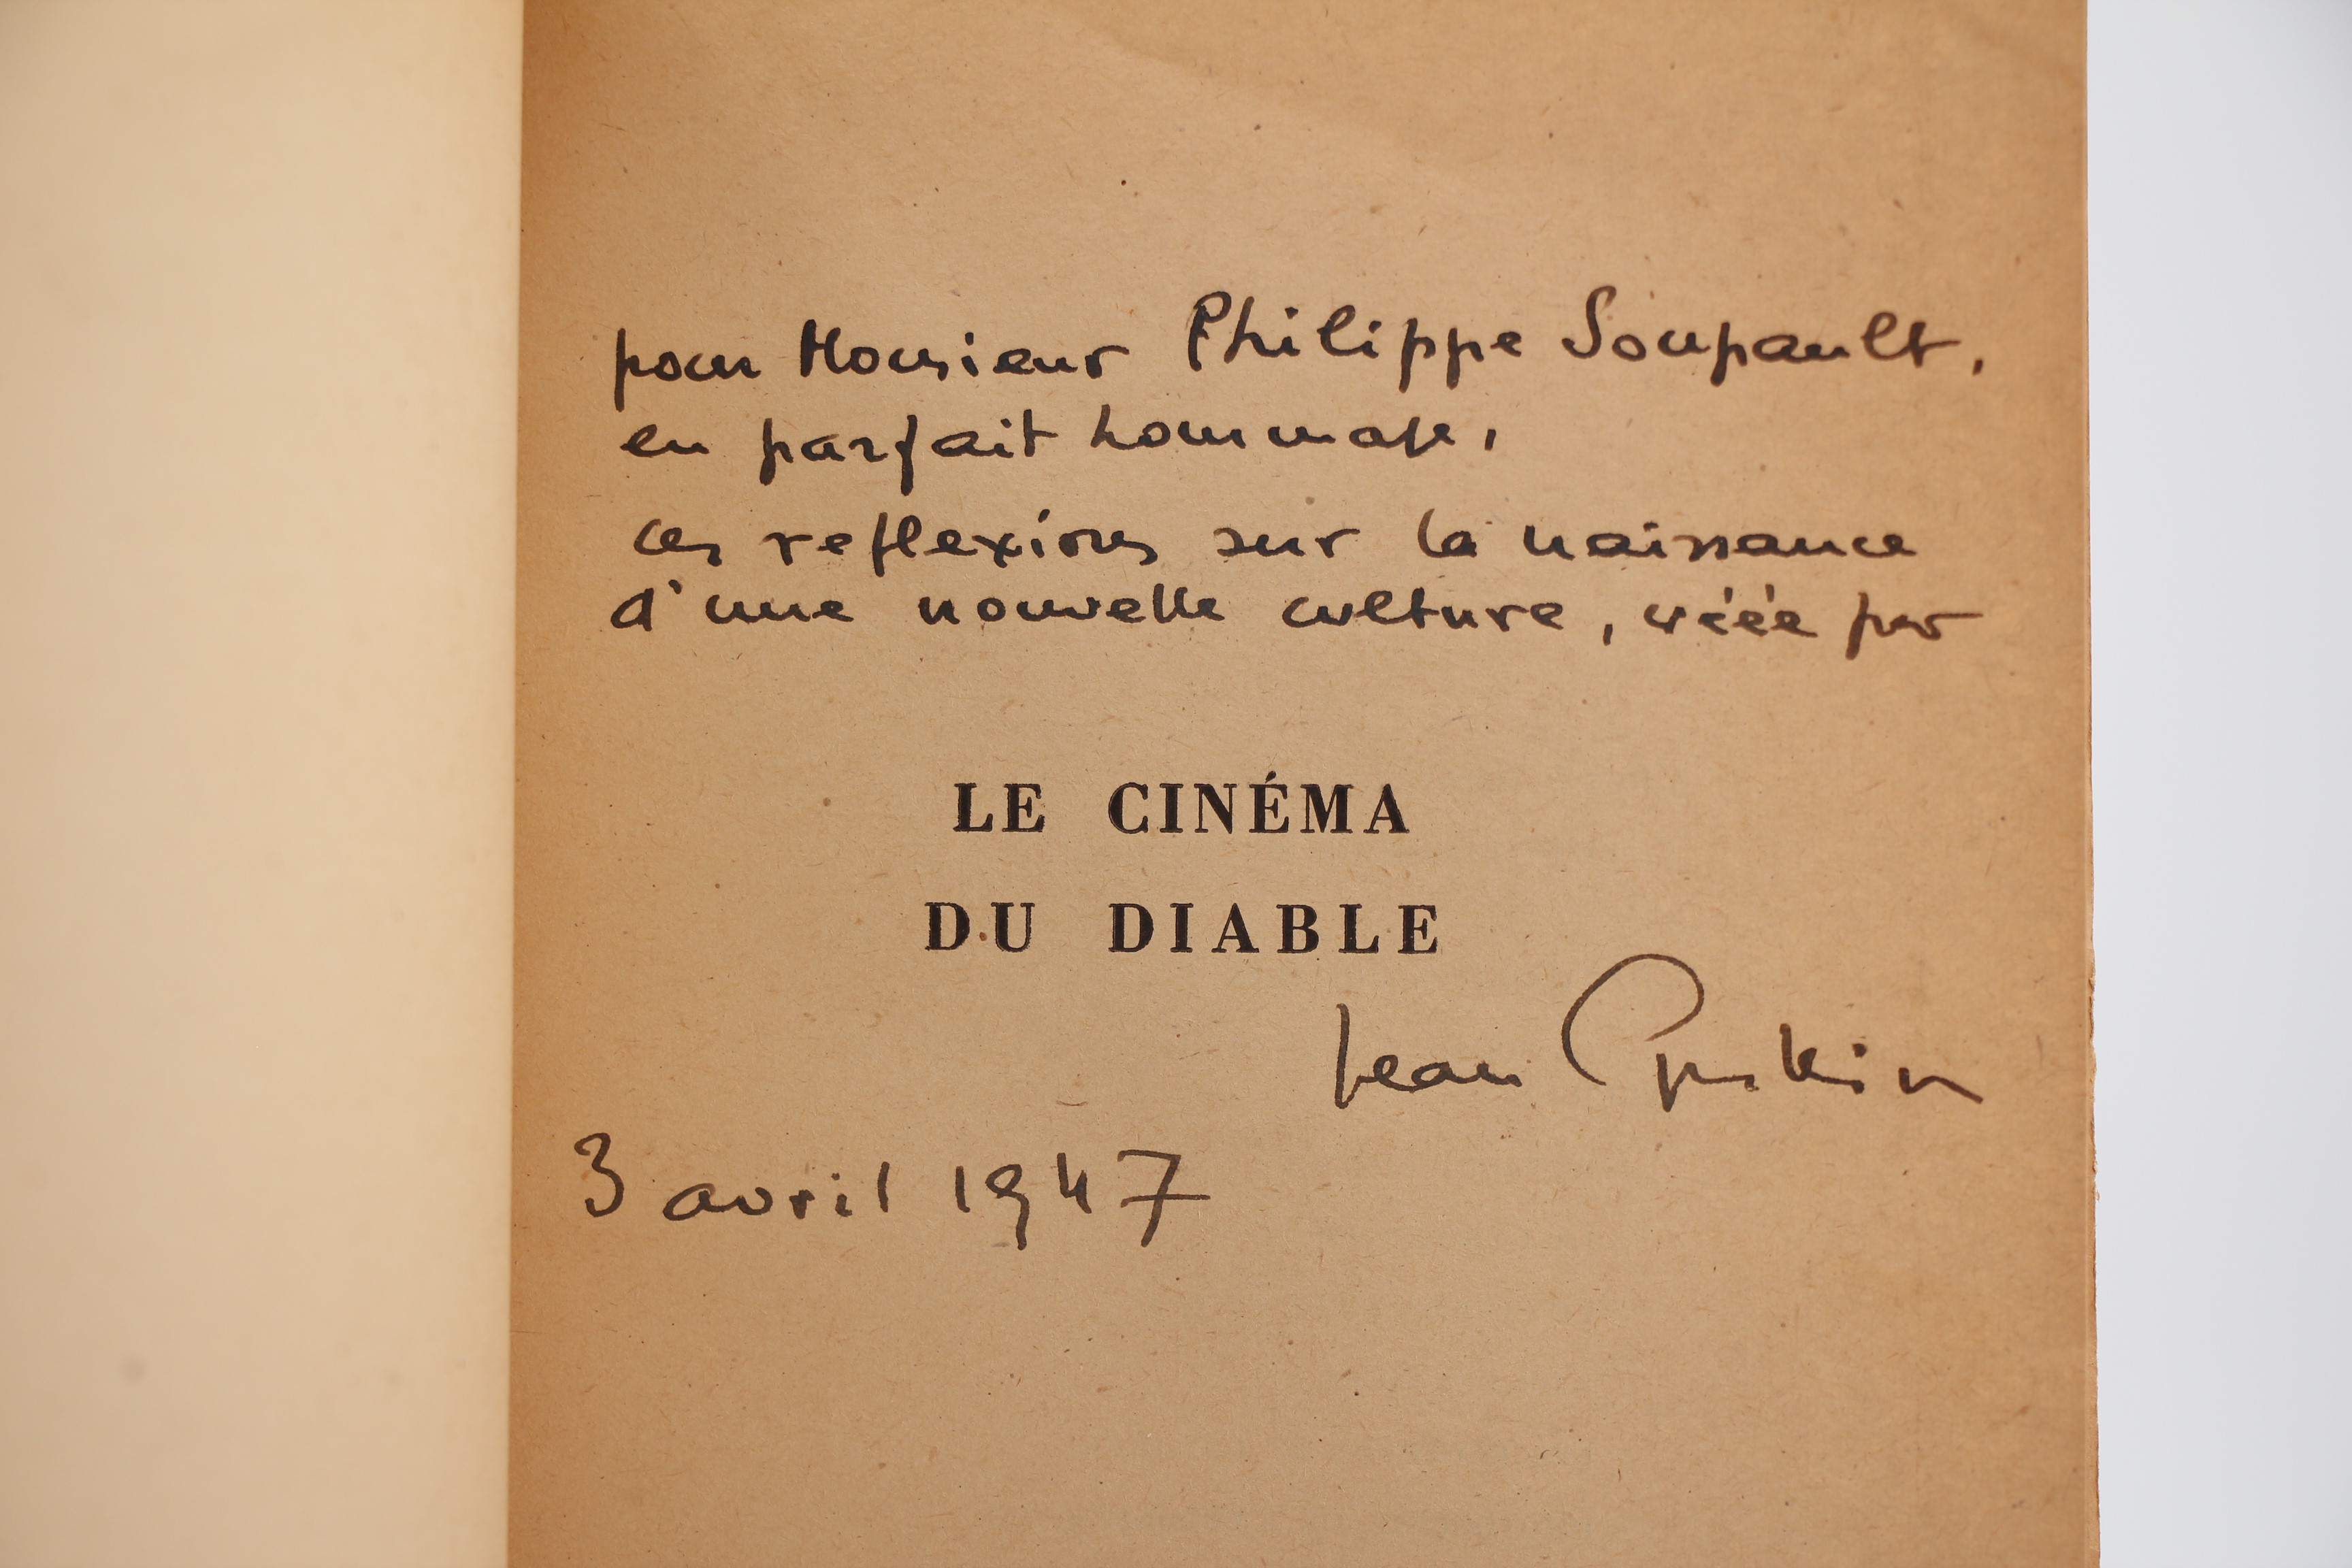 pour Monsieur Philippe Soupault,
en parfait hommage,
ces reflexions sur la naissance
d'une nouvelle culture, créée par
LE CINÉMA
DU DIABLE
Jean Epstein
3 avril 1947